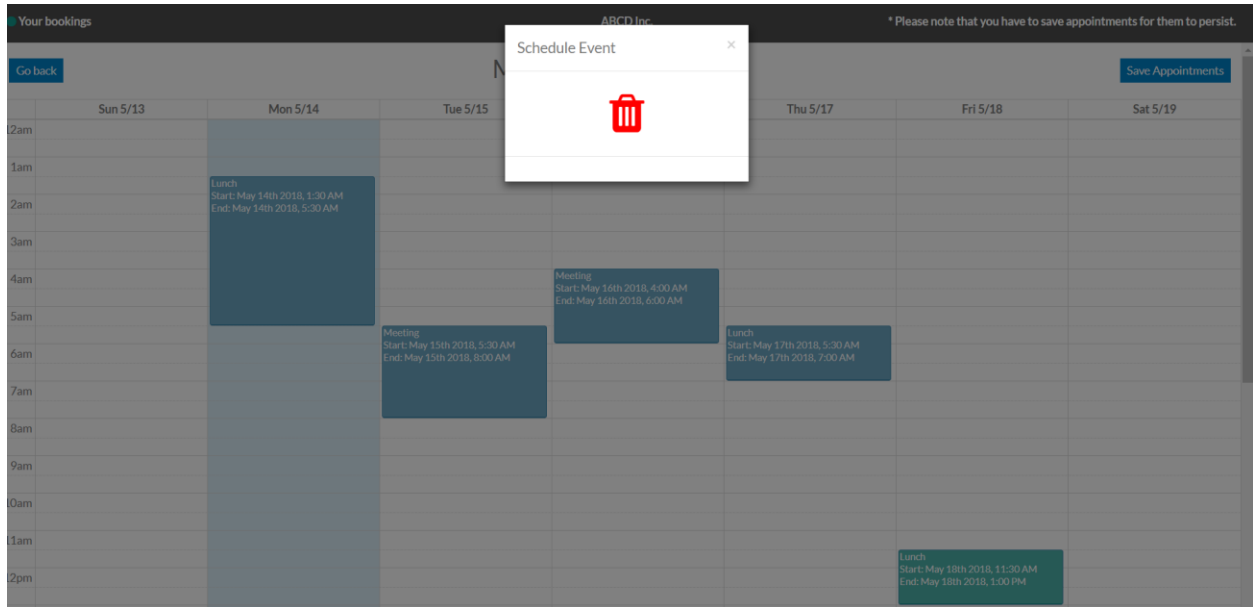 Your bookings
ABCD Inc.
* Please note that you have to save appointments for them to persist.
Schedule Event
×
Go back
Save Appointments
Sun 5/13
Mon 5/14
Tue 5/15
Thu 5/17
Fri 5/18
Sat 5/19
12am
1am
2am
3am
4am
5am
6am
7am
8am
9am
10am
11am
12pm
Lunch
Start: May 14th 2018, 1:30 AM
End: May 14th 2018, 5:30 AM
Meeting
Start: May 15th 2018, 5:30 AM
End: May 15th 2018, 8:00 AM
Meeting
Start: May 16th 2018, 4:00 AM
End: May 16th 2018, 6:00 AM
Lunch
Start: May 17th 2018, 5:30 AM
End: May 17th 2018, 7:00 AM
Lunch
Start: May 18th 2018, 11:30 AM
End: May 18th 2018, 1:00 PM